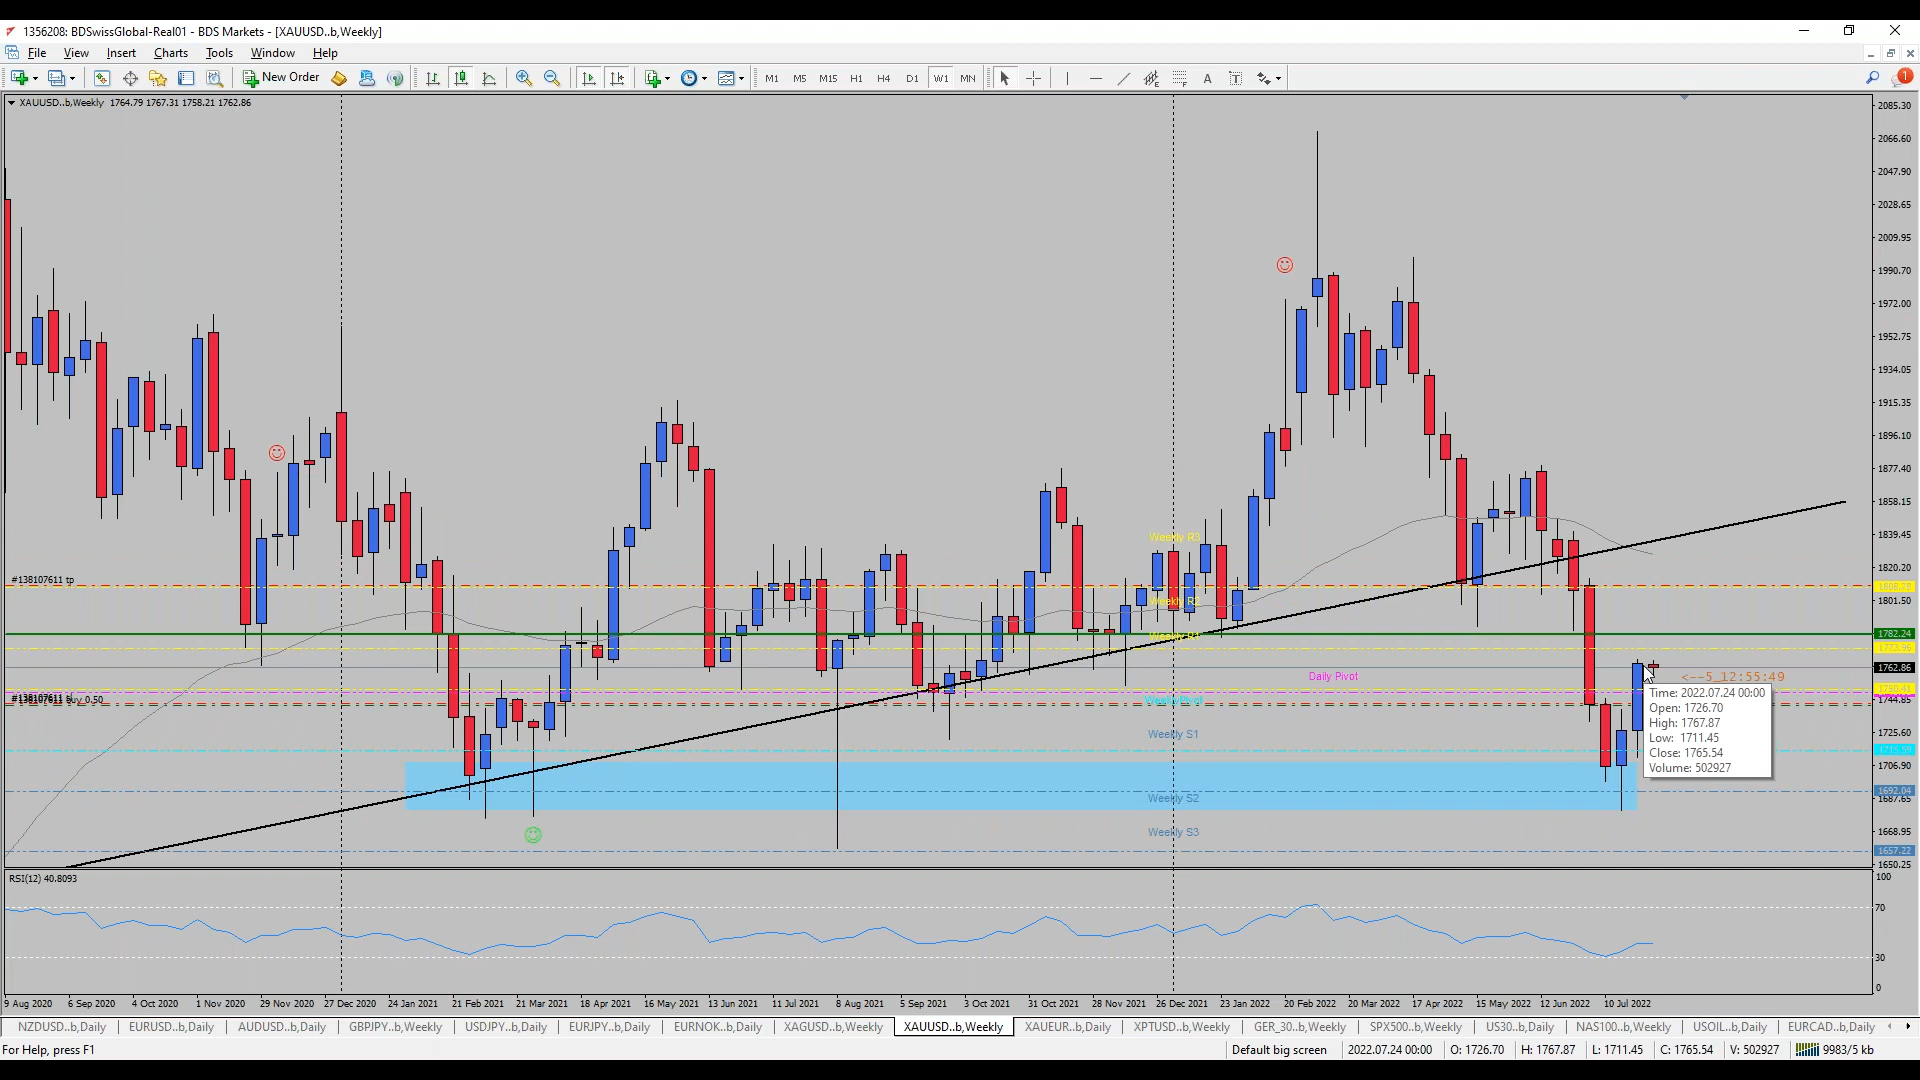 1356208: BDSwissGlobal-Real01 - BDS Markets - [XAUUSD..b,Weekly]
File View Insert Charts Tools Window Help
New Order M1 M5 M15 H1 H4 D1 W1 MN A T 1
XAUUSD..b,Weekly 1764.79 1767.31 1758.21 1762.86
2085.30
2066.60
2047.90
2028.65
2009.95
1990.70
1972.00
1952.75
1934.05
1915.35
1896.10
1877.40
1858.15
1839.45
1820.20
1801.50
1782.24
1762.86
1744.85
1725.60
1706.90
1692.04
1687.65
1668.95
1657.22
1650.25
Weekly R3
#138107611 tp
Weekly R2
Weekly R1
Daily Pivot
<--5_12:55:49
#138107611 buy 0.50
Weekly Pivot
Weekly S1
Weekly S2
Weekly S3
Time: 2022.07.24 00:00
Open: 1726.70
High: 1767.87
Low: 1711.45
Close: 1765.54
Volume: 502927
RSI(12) 40.8093
100
70
30
0
9 Aug 2020 6 Sep 2020 4 Oct 2020 1 Nov 2020 29 Nov 2020 27 Dec 2020 24 Jan 2021 21 Feb 2021 21 Mar 2021 18 Apr 2021 16 May 2021 13 Jun 2021 11 Jul 2021 8 Aug 2021 5 Sep 2021 3 Oct 2021 31 Oct 2021 28 Nov 2021 26 Dec 2021 23 Jan 2022 20 Feb 2022 20 Mar 2022 17 Apr 2022 15 May 2022 12 Jun 2022 10 Jul 2022
NZDUSD..b,Daily EURUSD..b,Daily AUDUSD..b,Daily GBPJPY..b,Weekly USDJPY..b,Daily EURJPY..b,Daily EURNOK..b,Daily XAGUSD..b,Weekly XAUUSD..b,Weekly XAUEUR..b,Daily XPTUSD..b,Weekly GER_30..b,Weekly SPX500..b,Weekly US30..b,Daily NAS100..b,Weekly USOIL..b,Daily EURCAD..b,Daily
For Help, press F1 Default big screen 2022.07.24 00:00 O: 1726.70 H: 1767.87 L: 1711.45 C: 1765.54 V: 502927 9983/5 kb